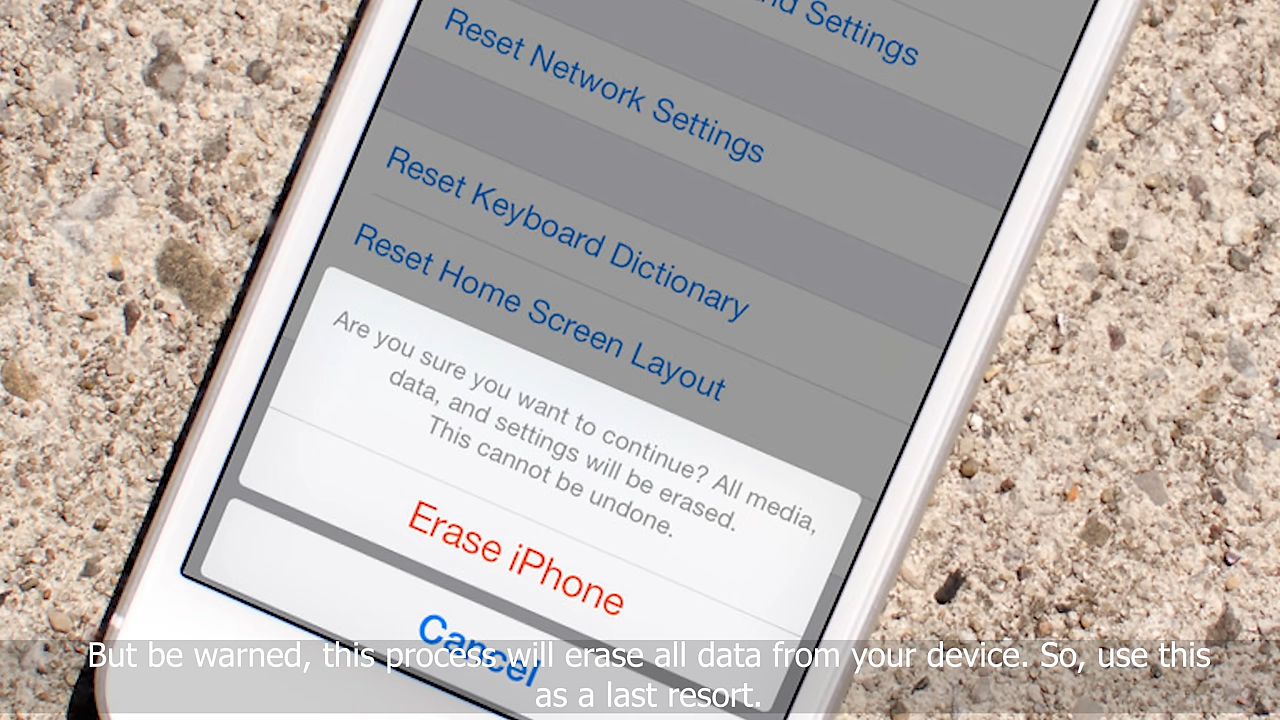 nd Settings
Reset Network Settings
Reset Keyboard Dictionary
Reset Home Screen Layout
Are you sure you want to continue? All media,
data, and settings will be erased.
This cannot be undone.
Erase iPhone
Cancel
But be warned, this process will erase all data from your device. So, use this
as a last resort.